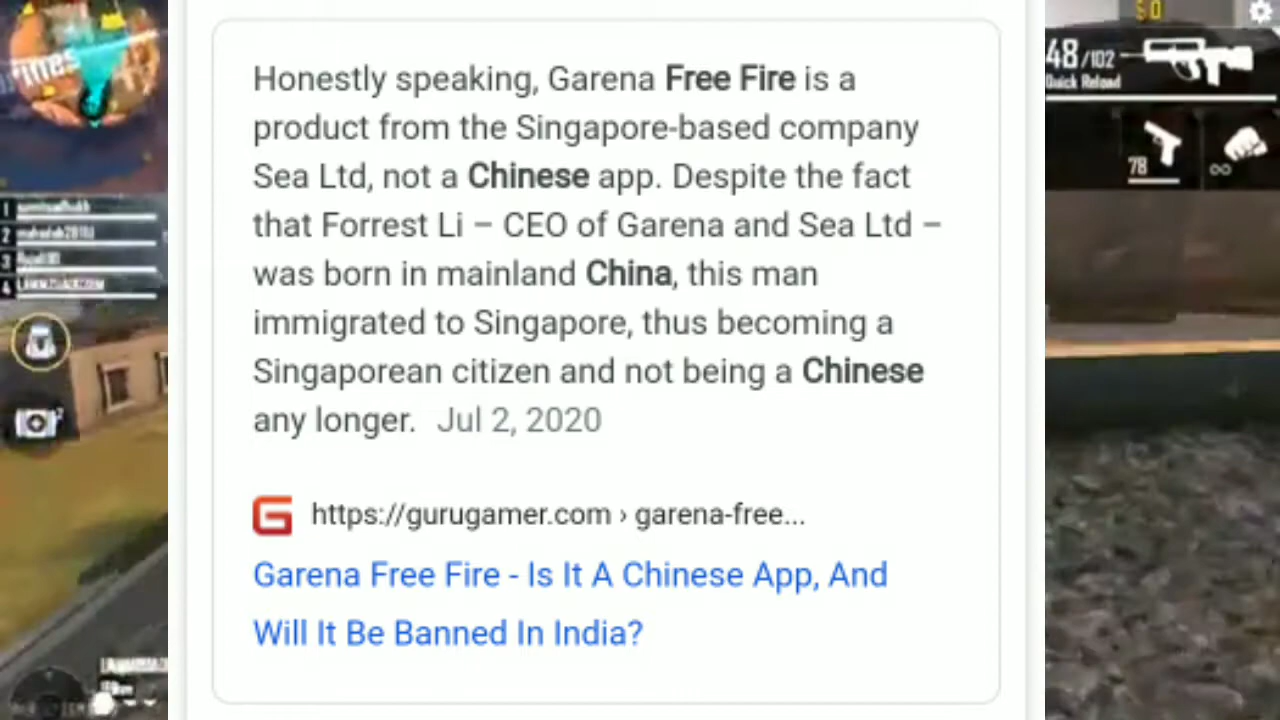 Honestly speaking, Garena Free Fire is a
product from the Singapore-based company
Sea Ltd, not a Chinese app. Despite the fact
that Forrest Li – CEO of Garena and Sea Ltd –
was born in mainland China, this man
immigrated to Singapore, thus becoming a
Singaporean citizen and not being a Chinese
any longer. Jul 2, 2020
https://gurugamer.com › garena-free...
Garena Free Fire - Is It A Chinese App, And
Will It Be Banned In India?
1
2
3
4
48/102
Quick Reload
78
∞